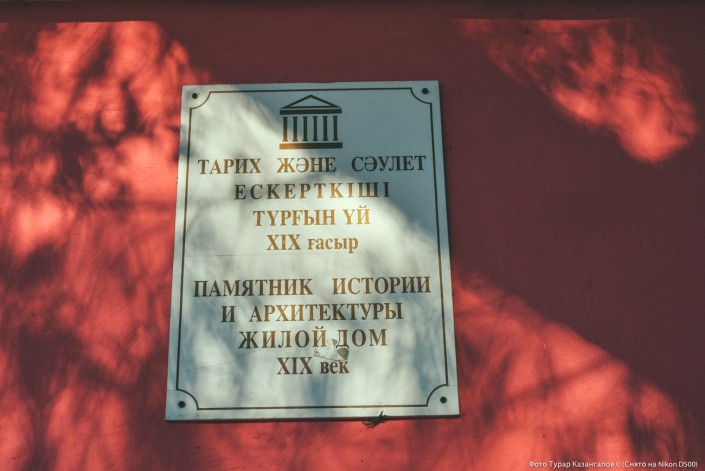 ТАРИХ ЖӘНЕ СӘУЛЕТ
ЕСКЕРТКІШІ
ТҮРҒЫН ҮЙ
XIX ғасыр
ПАМЯТНИК ИСТОРИИ
И АРХИТЕКТУРЫ
ЖИЛОЙ ДОМ
XIX век
Фото Турар Казангапов © (Снято на Nikon D500)